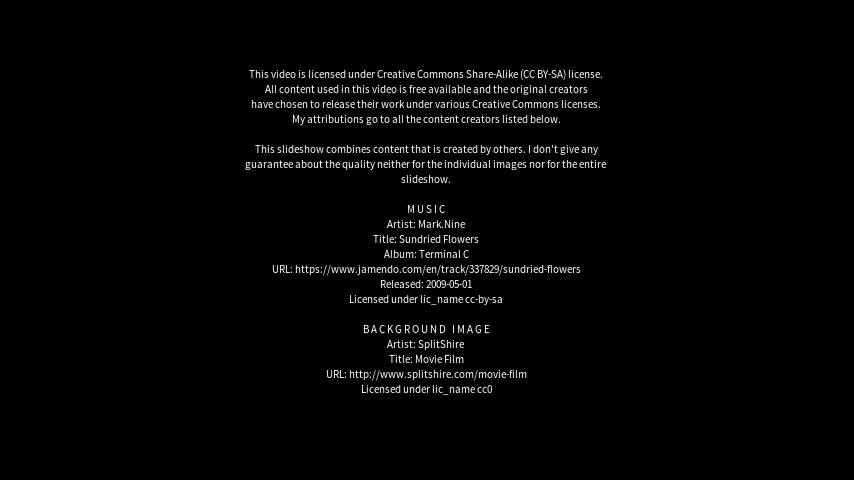 This video is licensed under Creative Commons Share-Alike (CC BY-SA) license.
All content used in this video is free available and the original creators
have chosen to release their work under various Creative Commons licenses.
My attributions go to all the content creators listed below.
This slideshow combines content that is created by others. I don't give any
guarantee about the quality neither for the individual images nor for the entire
slideshow.
MUSIC
Artist: Mark.Nine
Title: Sundried Flowers
Album: Terminal C
URL: https://www.jamendo.com/en/track/337829/sundried-flowers
Released: 2009-05-01
Licensed under lic_name cc-by-sa
BACKGROUND IMAGE
Artist: SplitShire
Title: Movie Film
URL: http://www.splitshire.com/movie-film
Licensed under lic_name cc0